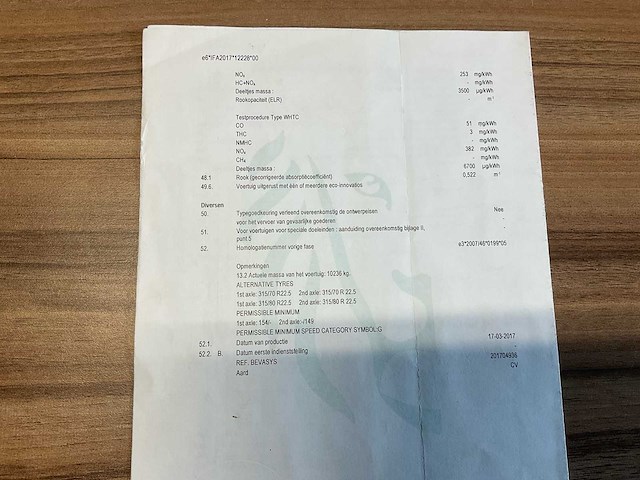 e6*IFA2017*12228*00
NOx 253 mg/kWh
HC+NOx - mg/kWh
Deeltjes massa : 3500 µg/kWh
Rookopaciteit (ELR) - m-1
Testprocedure Type WHTC
CO 51 mg/kWh
THC 3 mg/kWh
NMHC - mg/kWh
NOx 382 mg/kWh
CH4 - mg/kWh
Deeltjes massa : 6700 µg/kWh
48.1 Rook (gecorrigeerde absorptiecoëfficiënt) 0,522 m-1
49.6. Voertuig uitgerust met één of meerdere eco-innovatios
Diversen
50. Typegoedkeuring verleend overeenkomstig de ontwerpeisen Nee
voor het vervoer van gevaarlijke goederen
51. Voor voertuigen voor speciale doeleinden : aanduiding overeenkomstig bijlage II, -
punt 5
52. Homologatienummer vorige fase e3*2007/46*0199*05
Opmerkingen
13.2 Actuele massa van het voertuig: 10236 kg.
ALTERNATIVE TYRES
1st axle: 315/70 R22.5 2nd axle: 315/70 R 22.5
1st axle: 315/80 R22.5 2nd axle: 315/80 R 22.5
PERMISSIBLE MINIMUM
1st axle: 154/- 2nd axle: -/149
PERMISSIBLE MINIMUM SPEED CATEGORY SYMBOL:G
52.1. Datum van productie 17-03-2017
52.2. B. Datum eerste indienststelling -
REF. BEVASYS 201704936
Aard CV